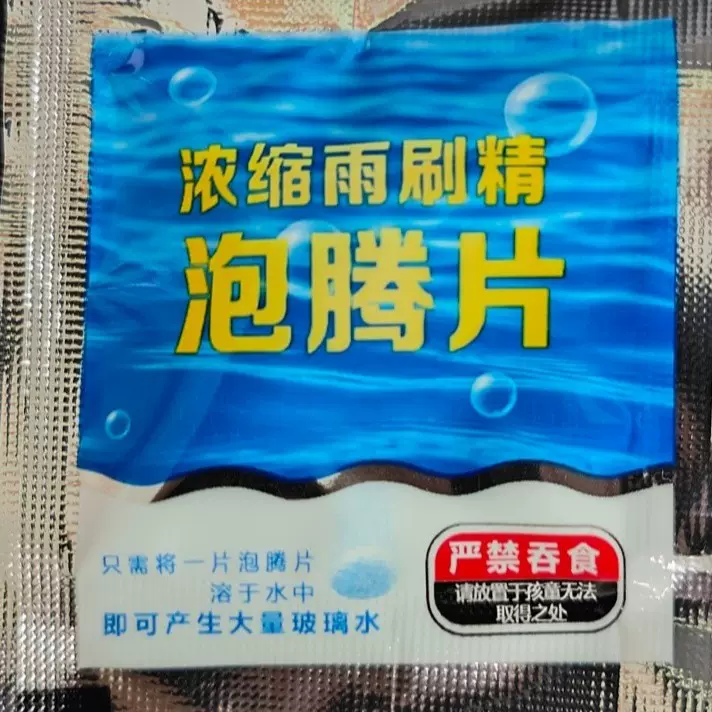 浓缩雨刷精
泡腾片
只需将一片泡腾片
溶于水中
即可产生大量玻璃水
严禁吞食
请放置于孩童无法
取得之处